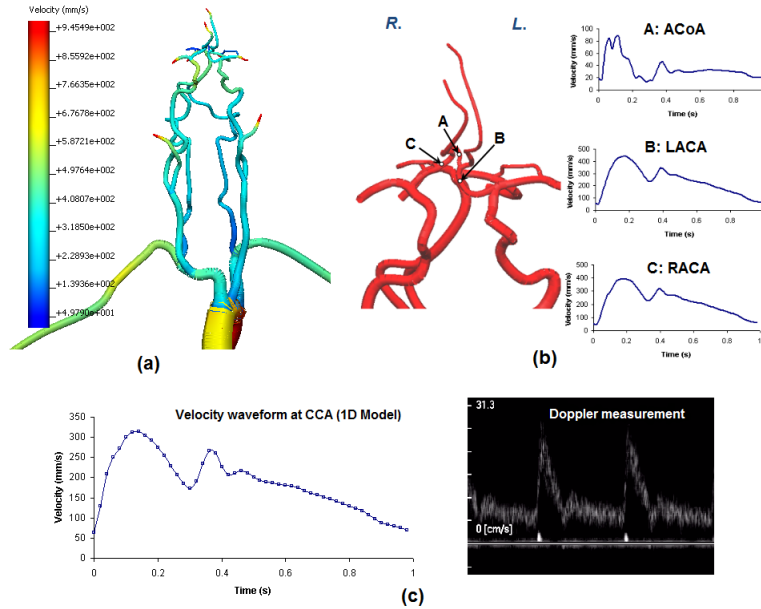 Velocity (mm/s)
+9.4549e+002
+8.6592e+002
+7.6635e+002
+6.7678e+002
+5.8721e+002
+4.9764e+002
+4.0807e+002
+3.1850e+002
+2.2893e+002
+1.3936e+002
+4.9790e+001
(a)
R.
L.
A
B
C
(b)
A: ACoA
Velocity (mm/s)
100
80
60
40
20
0
0
0.2
0.4
0.6
0.8
Time (s)
B: LACA
Velocity (mm/s)
500
400
300
200
100
0
0
0.2
0.4
0.6
0.8
1
Time (s)
C: RACA
Velocity (mm/s)
500
400
300
200
100
0
0
0.2
0.4
0.6
0.8
1
Time (s)
Velocity waveform at CCA (1D Model)
Velocity (mm/s)
350
300
250
200
150
100
50
0
0
0.2
0.4
0.6
0.8
1
Time (s)
31.3
Doppler measurement
0 [cm/s]
(c)